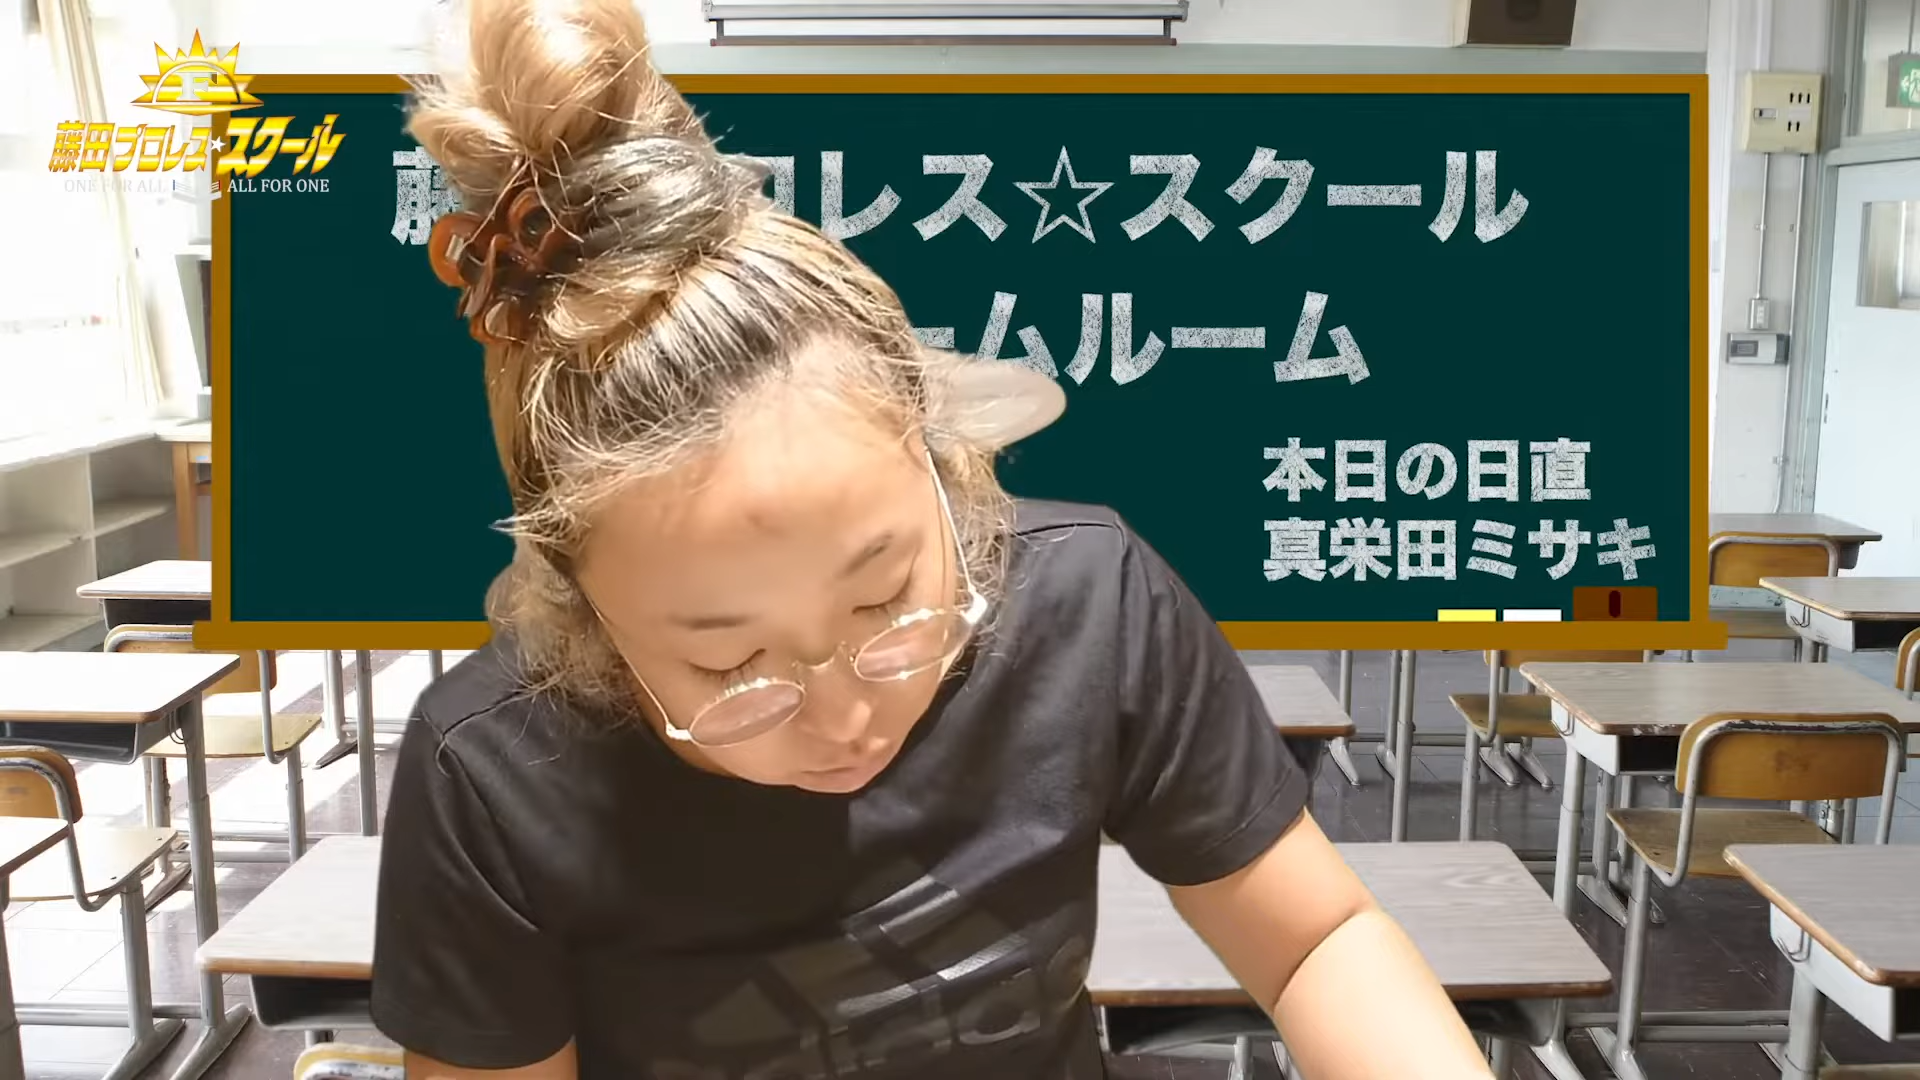 藤田プロレス★スクール
ONE FOR ALL ALL FOR ONE
ロレス☆スクール
ームルーム
本日の日直
真栄田ミサキ